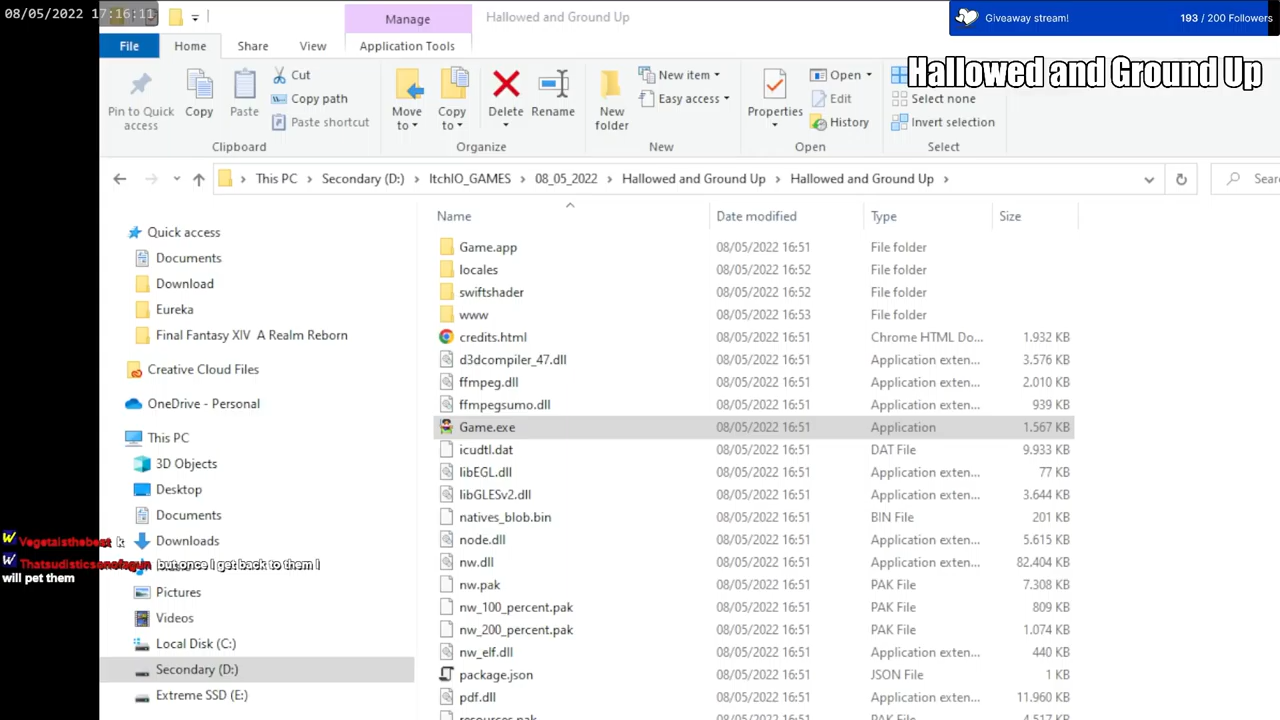 08/05/2022 17:16:11
Manage
Hallowed and Ground Up
Giveaway stream!
193 / 200 Followers
File
Home
Share
View
Application Tools
Hallowed and Ground Up
Pin to Quick access
Copy
Paste
Cut
Copy path
Paste shortcut
Clipboard
Move to
Copy to
Delete
Rename
Organize
New folder
New item
Easy access
New
Properties
Open
Edit
History
Open
Select none
Invert selection
Select
This PC
Secondary (D:)
ItchIO_GAMES
08_05_2022
Hallowed and Ground Up
Hallowed and Ground Up
Name
Date modified
Type
Size
Quick access
Documents
Download
Eureka
Final Fantasy XIV A Realm Reborn
Creative Cloud Files
OneDrive - Personal
This PC
3D Objects
Desktop
Documents
Downloads
Pictures
Videos
Local Disk (C:)
Secondary (D:)
Extreme SSD (E:)
Game.app 08/05/2022 16:51 File folder
locales 08/05/2022 16:52 File folder
swiftshader 08/05/2022 16:52 File folder
www 08/05/2022 16:53 File folder
credits.html 08/05/2022 16:51 Chrome HTML Do... 1.932 KB
d3dcompiler_47.dll 08/05/2022 16:51 Application exten... 3.576 KB
ffmpeg.dll 08/05/2022 16:51 Application exten... 2.010 KB
ffmpegsumo.dll 08/05/2022 16:51 Application exten... 939 KB
Game.exe 08/05/2022 16:51 Application 1.567 KB
icudtl.dat 08/05/2022 16:51 DAT File 9.933 KB
libEGL.dll 08/05/2022 16:51 Application exten... 77 KB
libGLESv2.dll 08/05/2022 16:51 Application exten... 3.644 KB
natives_blob.bin 08/05/2022 16:51 BIN File 201 KB
node.dll 08/05/2022 16:51 Application exten... 5.615 KB
nw.dll 08/05/2022 16:51 Application exten... 82.404 KB
nw.pak 08/05/2022 16:51 PAK File 7.308 KB
nw_100_percent.pak 08/05/2022 16:51 PAK File 809 KB
nw_200_percent.pak 08/05/2022 16:51 PAK File 1.074 KB
nw_elf.dll 08/05/2022 16:51 Application exten... 440 KB
package.json 08/05/2022 16:51 JSON File 1 KB
pdf.dll 08/05/2022 16:51 Application exten... 11.960 KB
resources.pak 08/05/2022 16:51 PAK File 4.517 KB
Vegetaisthebest k
but once I get back to them I
will pet them